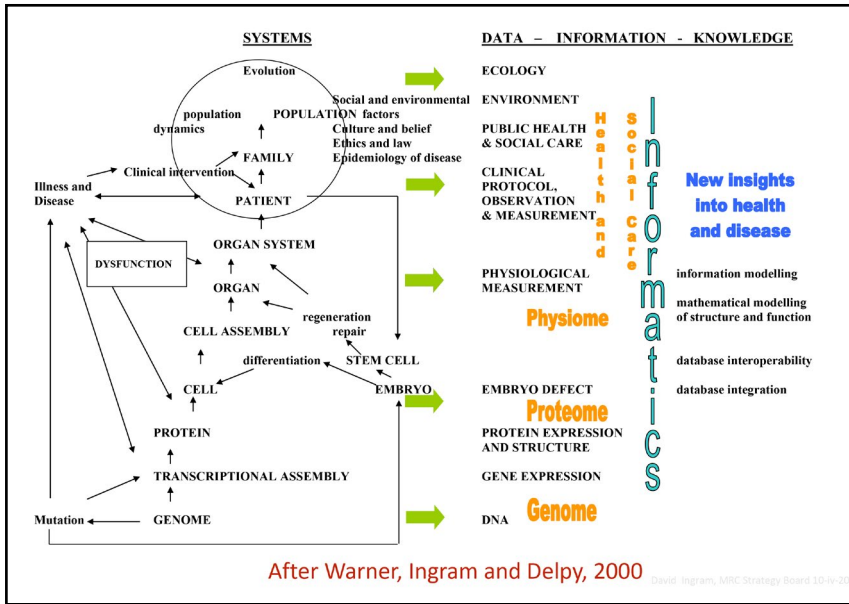 SYSTEMS
DATA – INFORMATION - KNOWLEDGE
Evolution
ECOLOGY
Social and environmental
ENVIRONMENT
population
POPULATION factors
dynamics
Culture and belief
PUBLIC HEALTH
& SOCIAL CARE
Ethics and law
FAMILY
Epidemiology of disease
Clinical intervention
CLINICAL
PROTOCOL,
OBSERVATION
& MEASUREMENT
Illness and
Disease
PATIENT
Health and
Social Care
Informatics
New insights
into health
and disease
ORGAN SYSTEM
DYSFUNCTION
ORGAN
PHYSIOLOGICAL
MEASUREMENT
information modelling
mathematical modelling
of structure and function
regeneration
repair
Physiome
CELL ASSEMBLY
differentiation
STEM CELL
database interoperability
CELL
EMBRYO
EMBRYO DEFECT
database integration
Proteome
PROTEIN
PROTEIN EXPRESSION
AND STRUCTURE
TRANSCRIPTIONAL ASSEMBLY
GENE EXPRESSION
Mutation
GENOME
DNA
Genome
After Warner, Ingram and Delpy, 2000
David Ingram, MRC Strategy Board 10-iv-20